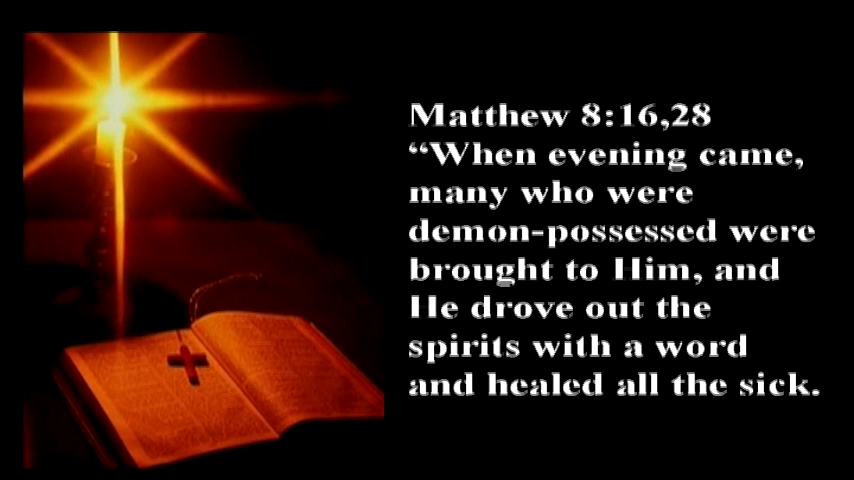 Matthew 8:16,28
“When evening came,
many who were
demon-possessed were
brought to Him, and
He drove out the
spirits with a word
and healed all the sick.